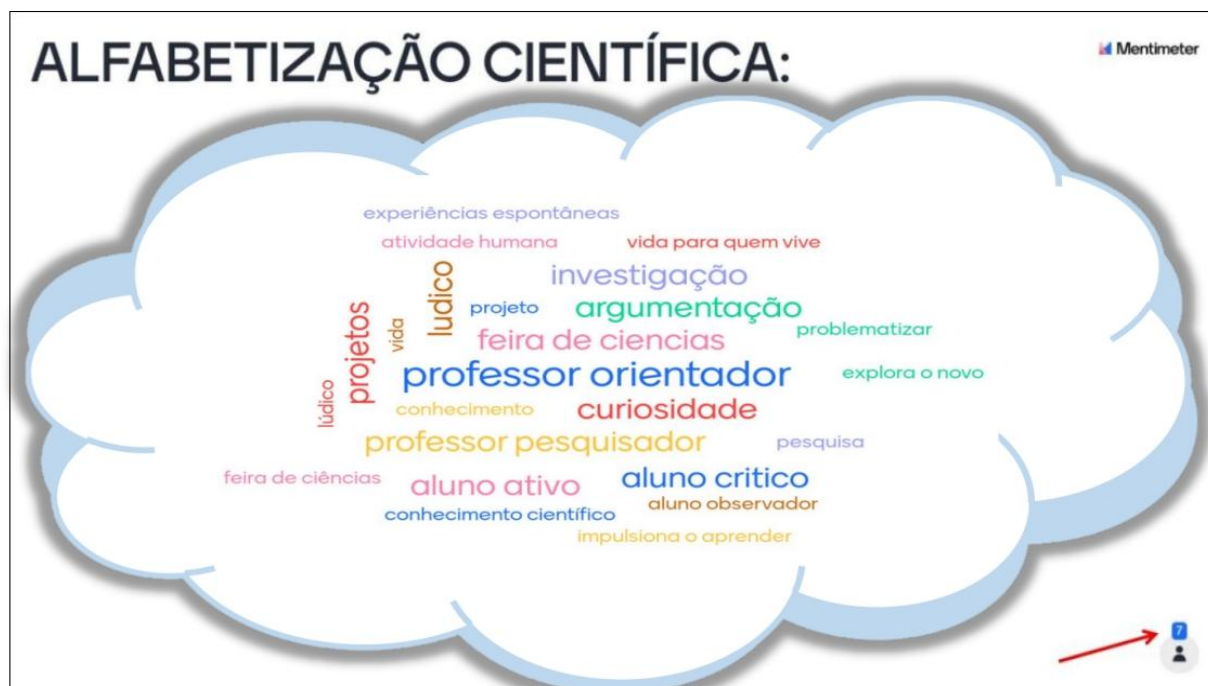 ALFABETIZAÇÃO CIENTÍFICA:
Mentimeter
experiências espontâneas
atividade humana
vida para quem vive
ludico
investigação
projetos
vida
projeto
argumentação
feira de ciencias
problematizar
professor orientador
explora o novo
lúdico
conhecimento
curiosidade
professor pesquisador
pesquisa
feira de ciências
aluno ativo
aluno critico
aluno observador
conhecimento científico
impulsiona o aprender
7